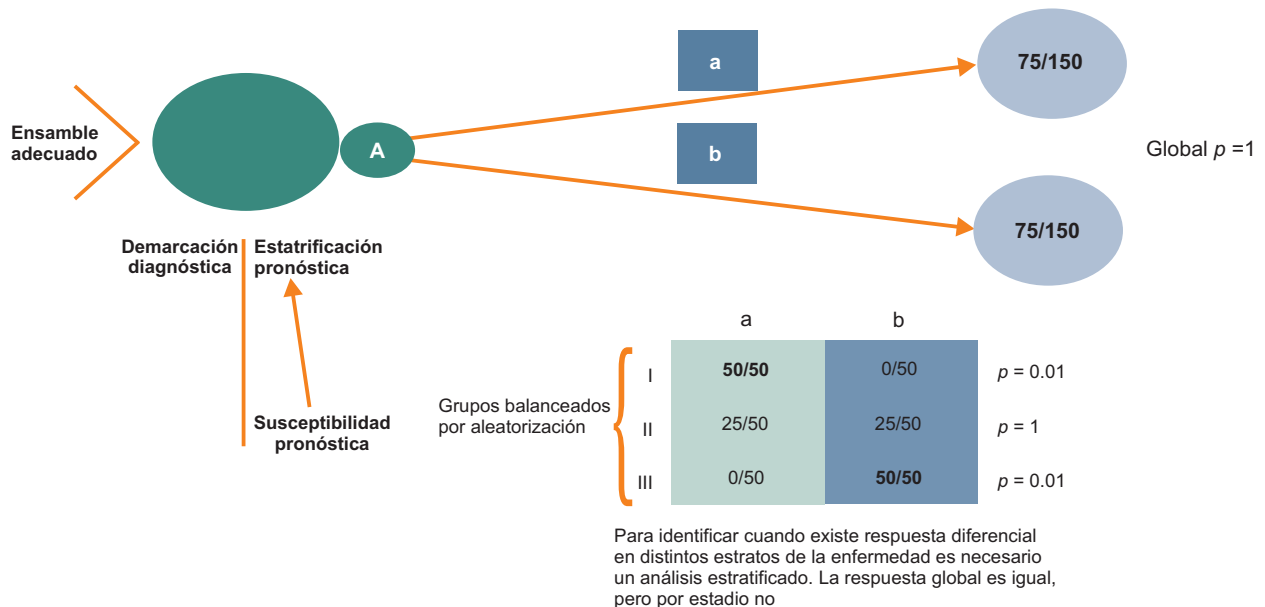 a
75/150
Ensamble
adecuado
A
b
Global p =1
75/150
Demarcación
diagnóstica
Estatrificación
pronóstica
Susceptibilidad
pronóstica
a b
Grupos balanceados
por aleatorización
I 50/50 0/50 p = 0.01
II 25/50 25/50 p = 1
III 0/50 50/50 p = 0.01
Para identificar cuando existe respuesta diferencial
en distintos estratos de la enfermedad es necesario
un análisis estratificado. La respuesta global es igual,
pero por estadio no